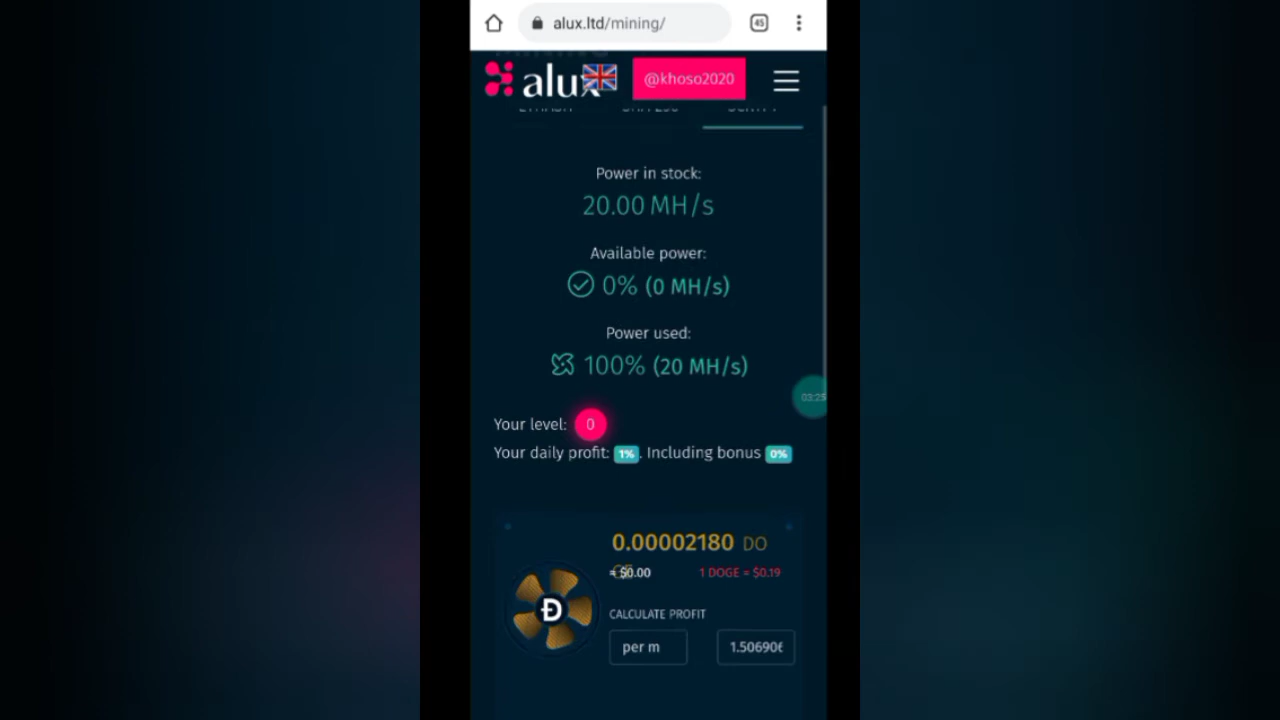 alux.ltd/mining/
45
alux
@khoso2020
Power in stock:
20.00 MH/s
Available power:
0% (0 MH/s)
Power used:
100% (20 MH/s)
03:25
Your level: 0
Your daily profit: 1%. Including bonus 0%
0.00002180 DO
= $0.00
1 DOGE = $0.19
CALCULATE PROFIT
per m
1.50690